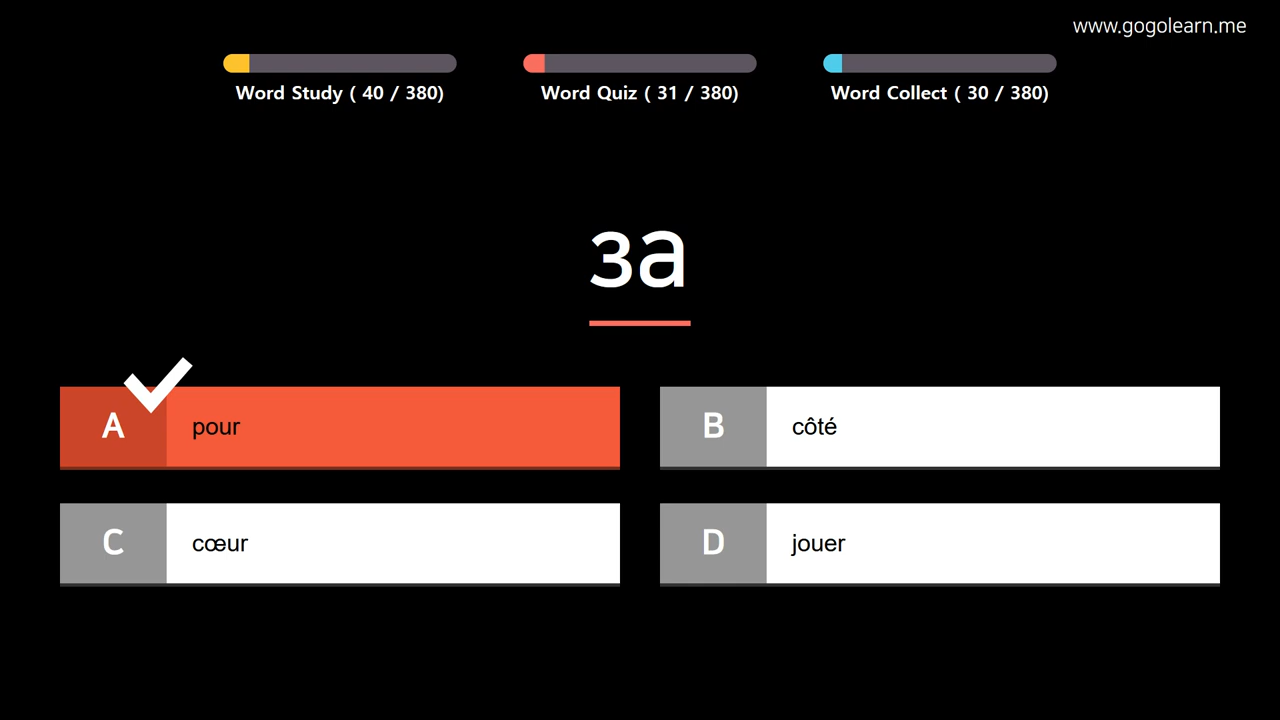 www.gogolearn.me
Word Study ( 40 / 380)
Word Quiz ( 31 / 380)
Word Collect ( 30 / 380)
за
A pour
B côté
C cœur
D jouer